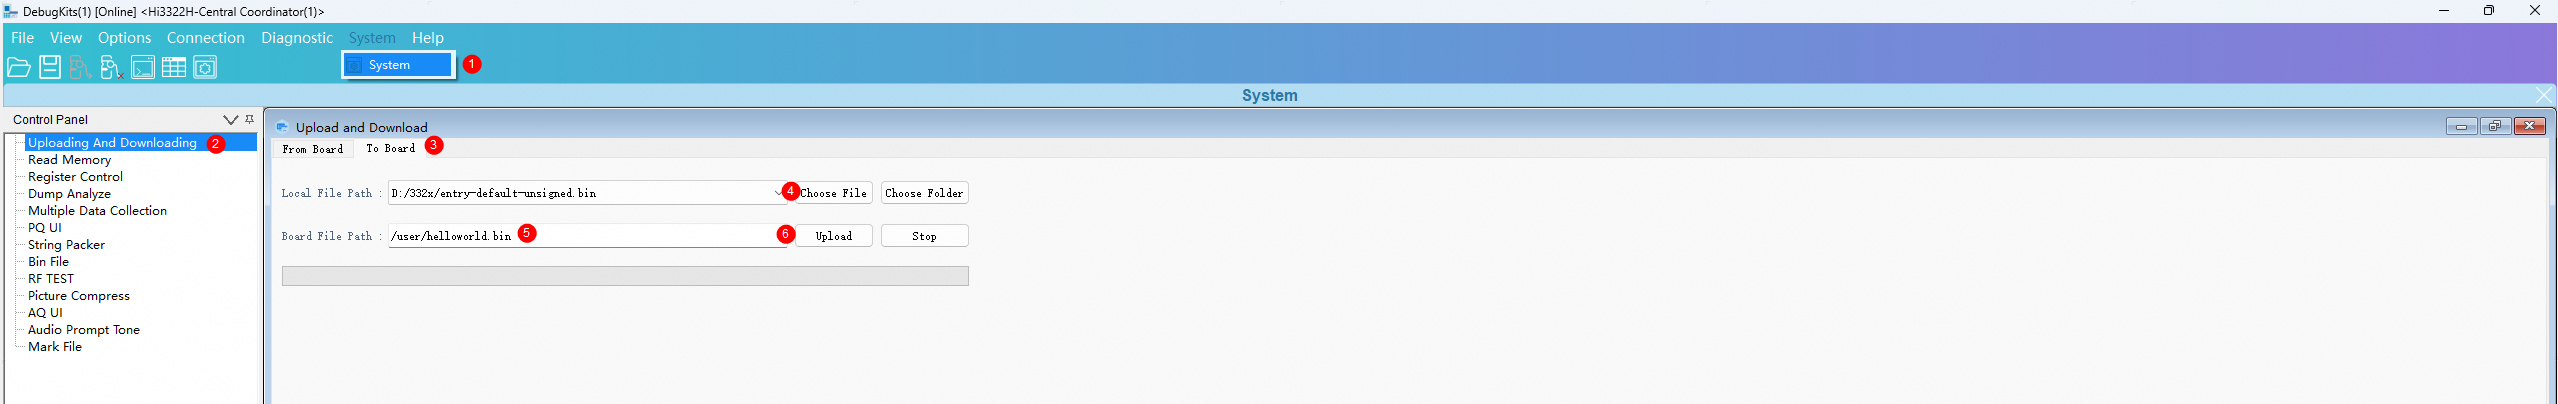 DebugKits(1) [Online] <Hi3322H-Central Coordinator(1)>
File View Options Connection Diagnostic System Help
System 1
System
Control Panel
Uploading And Downloading 2
Read Memory
Register Control
Dump Analyze
Multiple Data Collection
PQ UI
String Packer
Bin File
RF TEST
Picture Compress
AQ UI
Audio Prompt Tone
Mark File
Upload and Download
From Board To Board 3
Local File Path : D:/332x/entry-default-unsigned.bin 4 Choose File Choose Folder
Board File Path : /user/helloworld.bin 5 6 Upload Stop